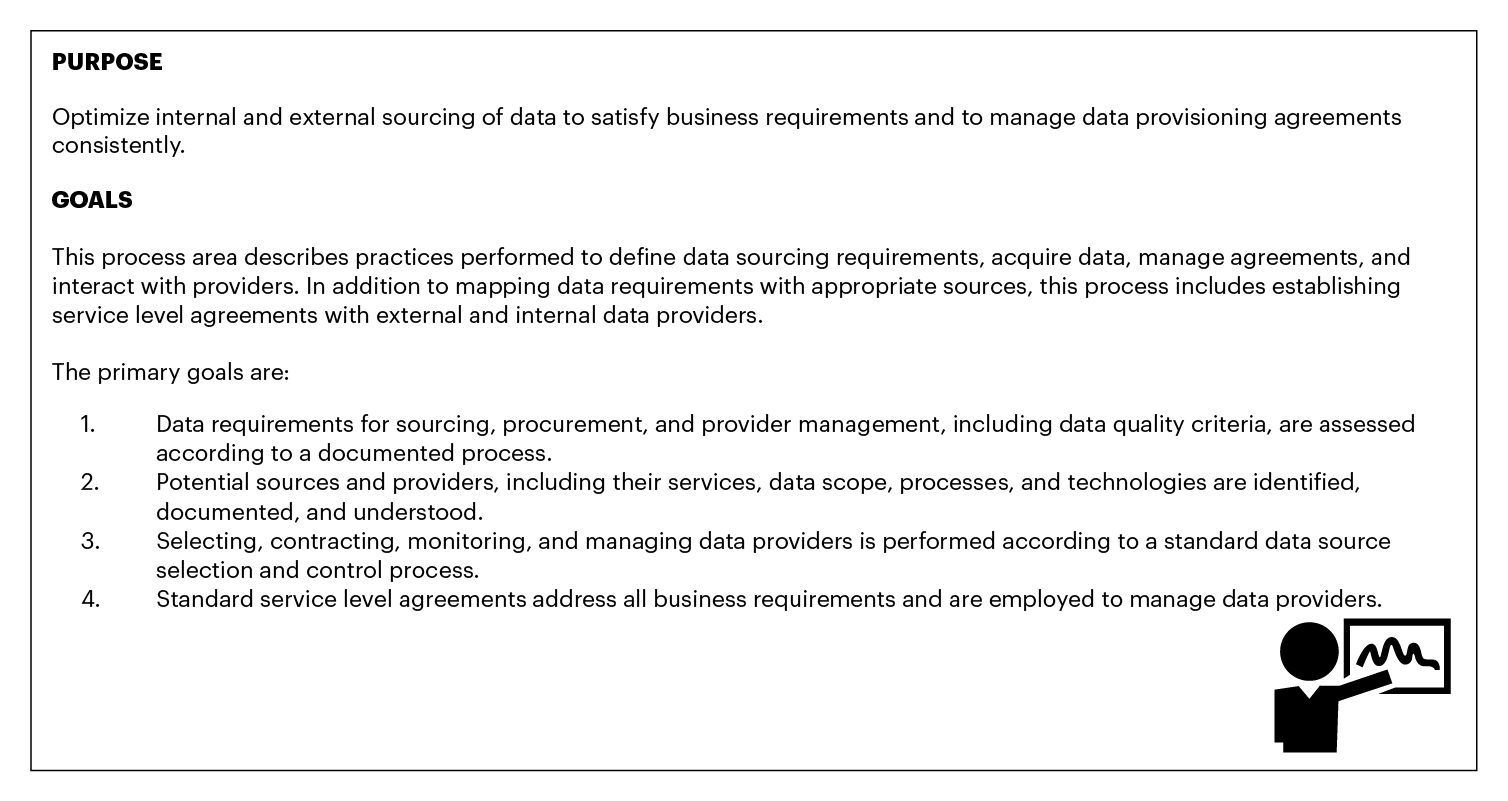 PURPOSE
Optimize internal and external sourcing of data to satisfy business requirements and to manage data provisioning agreements
consistently.
GOALS
This process area describes practices performed to define data sourcing requirements, acquire data, manage agreements, and
interact with providers. In addition to mapping data requirements with appropriate sources, this process includes establishing
service level agreements with external and internal data providers.
The primary goals are:
1. Data requirements for sourcing, procurement, and provider management, including data quality criteria, are assessed
according to a documented process.
2. Potential sources and providers, including their services, data scope, processes, and technologies are identified,
documented, and understood.
3. Selecting, contracting, monitoring, and managing data providers is performed according to a standard data source
selection and control process.
4. Standard service level agreements address all business requirements and are employed to manage data providers.